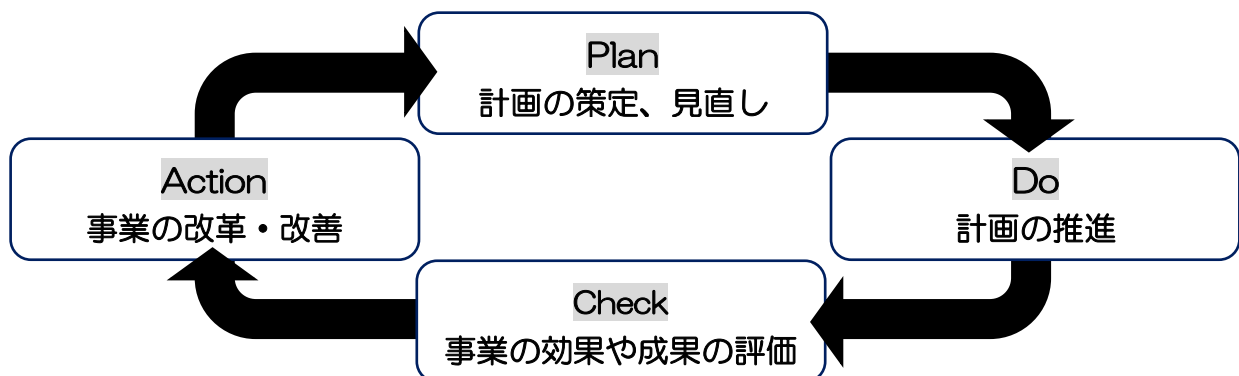 Plan
計画の策定、見直し
Action
事業の改革・改善
Do
計画の推進
Check
事業の効果や成果の評価